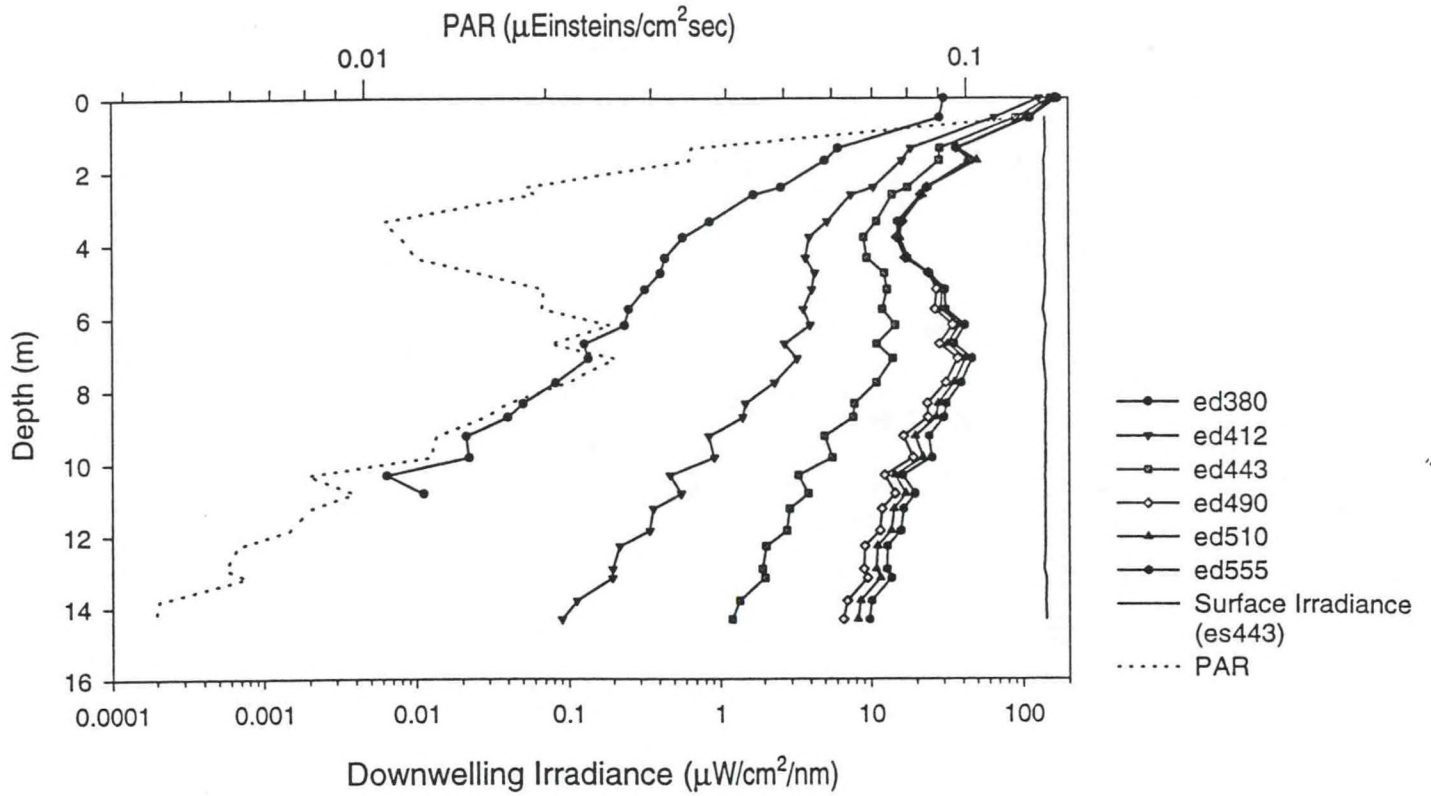 PAR (μEinsteins/cm²sec)
0.01 0.1
0
2
4
6
8
10
12
14
16
Depth (m)
0.0001 0.001 0.01 0.1 1 10 100
Downwelling Irradiance (μW/cm²/nm)
ed380
ed412
ed443
ed490
ed510
ed555
Surface Irradiance
(es443)
PAR